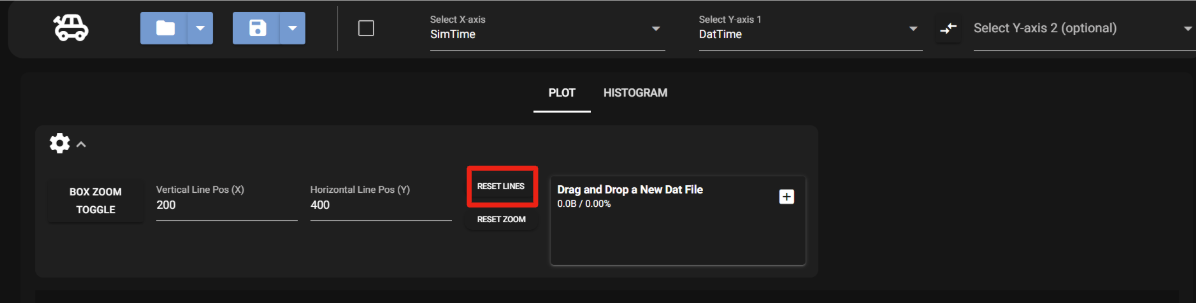 Select X-axis
SimTime
Select Y-axis 1
DatTime
Select Y-axis 2 (optional)
PLOT
HISTOGRAM
BOX ZOOM
TOGGLE
Vertical Line Pos (X)
200
Horizontal Line Pos (Y)
400
RESET LINES
RESET ZOOM
Drag and Drop a New Dat File
0.0B / 0.00%